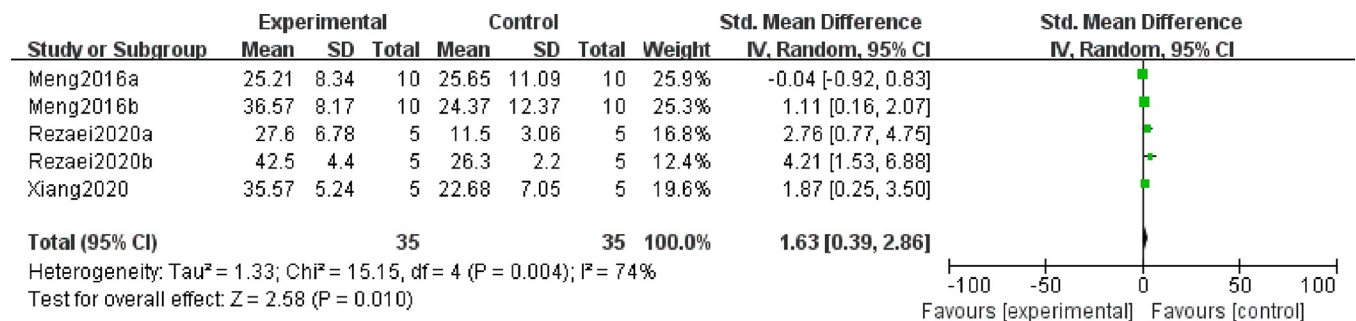 Experimental Control Std. Mean Difference Std. Mean Difference
Study or Subgroup Mean SD Total Mean SD Total Weight IV, Random, 95% CI IV, Random, 95% CI
Meng2016a 25.21 8.34 10 25.65 11.09 10 25.9% -0.04 [-0.92, 0.83]
Meng2016b 36.57 8.17 10 24.37 12.37 10 25.3% 1.11 [0.16, 2.07]
Rezaei2020a 27.6 6.78 5 11.5 3.06 5 16.8% 2.76 [0.77, 4.75]
Rezaei2020b 42.5 4.4 5 26.3 2.2 5 12.4% 4.21 [1.53, 6.88]
Xiang2020 35.57 5.24 5 22.68 7.05 5 19.6% 1.87 [0.25, 3.50]
Total (95% CI) 35 35 100.0% 1.63 [0.39, 2.86]
Heterogeneity: Tau² = 1.33; Chi² = 15.15, df = 4 (P = 0.004); I² = 74%
Test for overall effect: Z = 2.58 (P = 0.010)
-100 -50 0 50 100
Favours [experimental] Favours [control]